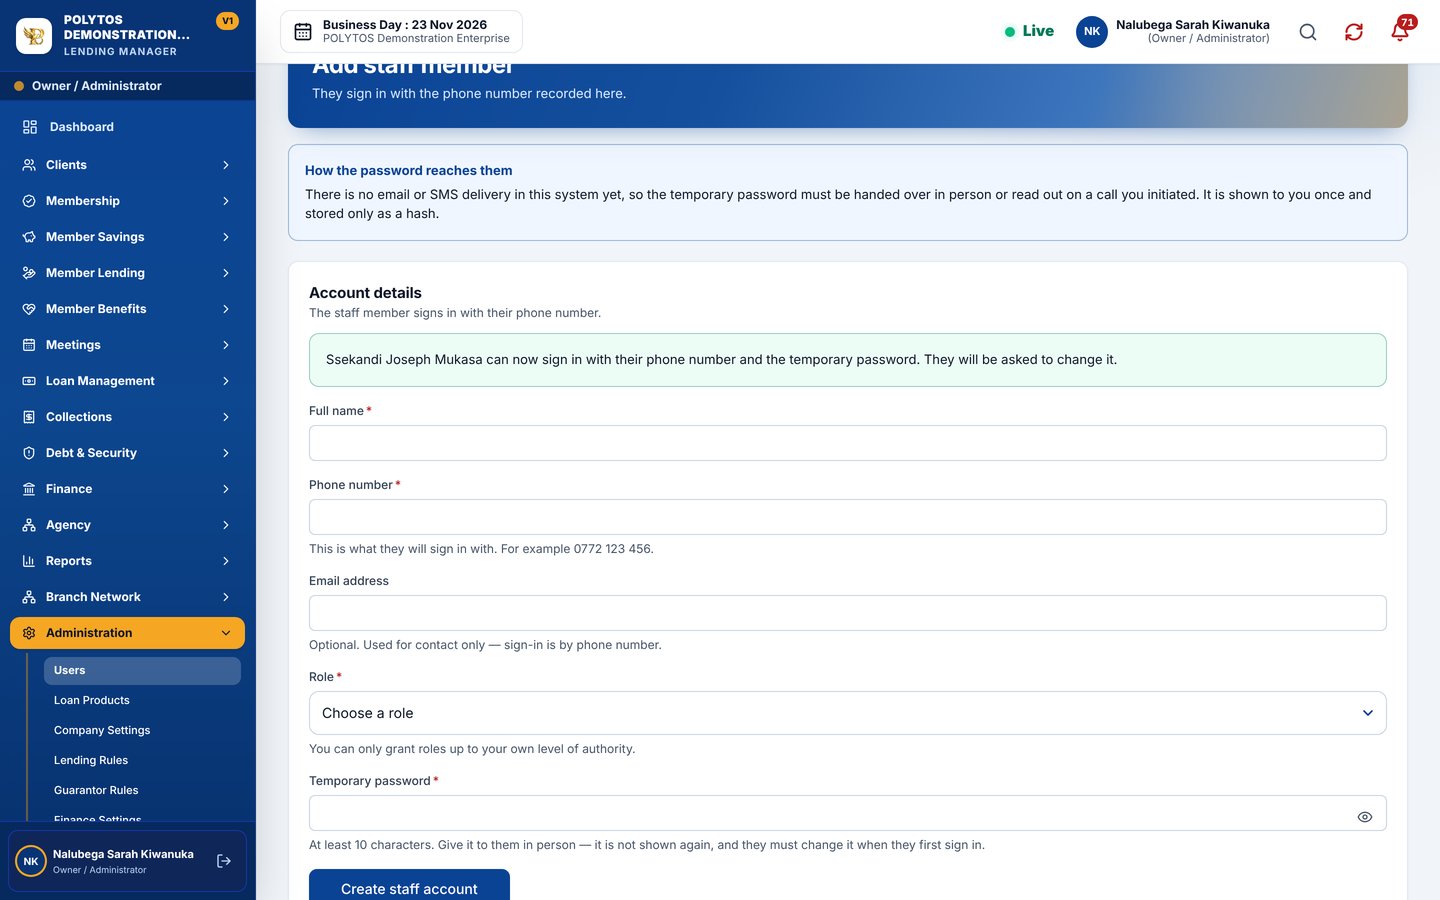 POLYTOS
DEMONSTRATION...
LENDING MANAGER
V1
Owner / Administrator
Dashboard
Clients
Membership
Member Savings
Member Lending
Member Benefits
Meetings
Loan Management
Collections
Debt & Security
Finance
Agency
Reports
Branch Network
Administration
Users
Loan Products
Company Settings
Lending Rules
Guarantor Rules
Finance Settings
NK
Nalubega Sarah Kiwanuka
Owner / Administrator
Business Day : 23 Nov 2026
POLYTOS Demonstration Enterprise
Live
NK
Nalubega Sarah Kiwanuka
(Owner / Administrator)
71
Add staff member
They sign in with the phone number recorded here.
How the password reaches them
There is no email or SMS delivery in this system yet, so the temporary password must be handed over in person or read out on a call you initiated. It is shown to you once and
stored only as a hash.
Account details
The staff member signs in with their phone number.
Ssekandi Joseph Mukasa can now sign in with their phone number and the temporary password. They will be asked to change it.
Full name *
Phone number *
This is what they will sign in with. For example 0772 123 456.
Email address
Optional. Used for contact only — sign-in is by phone number.
Role *
Choose a role
You can only grant roles up to your own level of authority.
Temporary password *
At least 10 characters. Give it to them in person — it is not shown again, and they must change it when they first sign in.
Create staff account